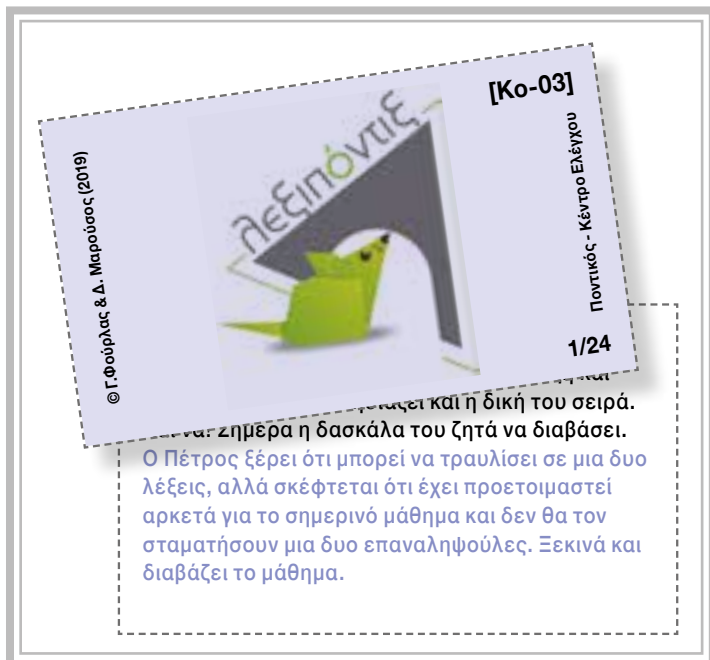 [Κο-03]
λεξιπόντιξ
© Γ.Φούρλας & Δ. Μαρούσος (2019)
Ποντικός - Κέντρο Ελέγχου
1/24
και η δική του σειρά.
Σήμερα η δασκάλα του ζητά να διαβάσει.
Ο Πέτρος ξέρει ότι μπορεί να τραυλίσει σε μια δυο
λέξεις, αλλά σκέφτεται ότι έχει προετοιμαστεί
αρκετά για το σημερινό μάθημα και δεν θα τον
σταματήσουν μια δυο επαναληψούλες. Ξεκινά και
διαβάζει το μάθημα.